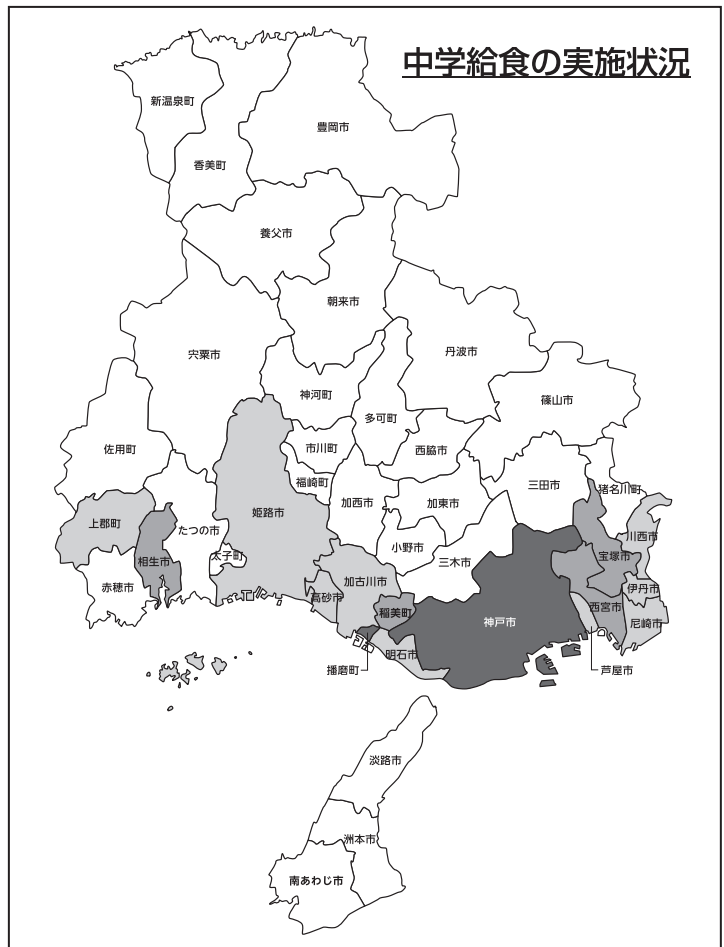 中学給食の実施状況
新温泉町
豊岡市
香美町
養父市
朝来市
宍粟市
丹波市
神河町
篠山市
多可町
佐用町
市川町
西脇市
福崎町
三田市
猪名川町
加西市
加東市
姫路市
上郡町
たつの市
川西市
小野市
太子町
宝塚市
相生市
三木市
加古川市
赤穂市
伊丹市
高砂市
稲美町
西宮市
神戸市
尼崎市
明石市
播磨町
芦屋市
淡路市
洲本市
南あわじ市